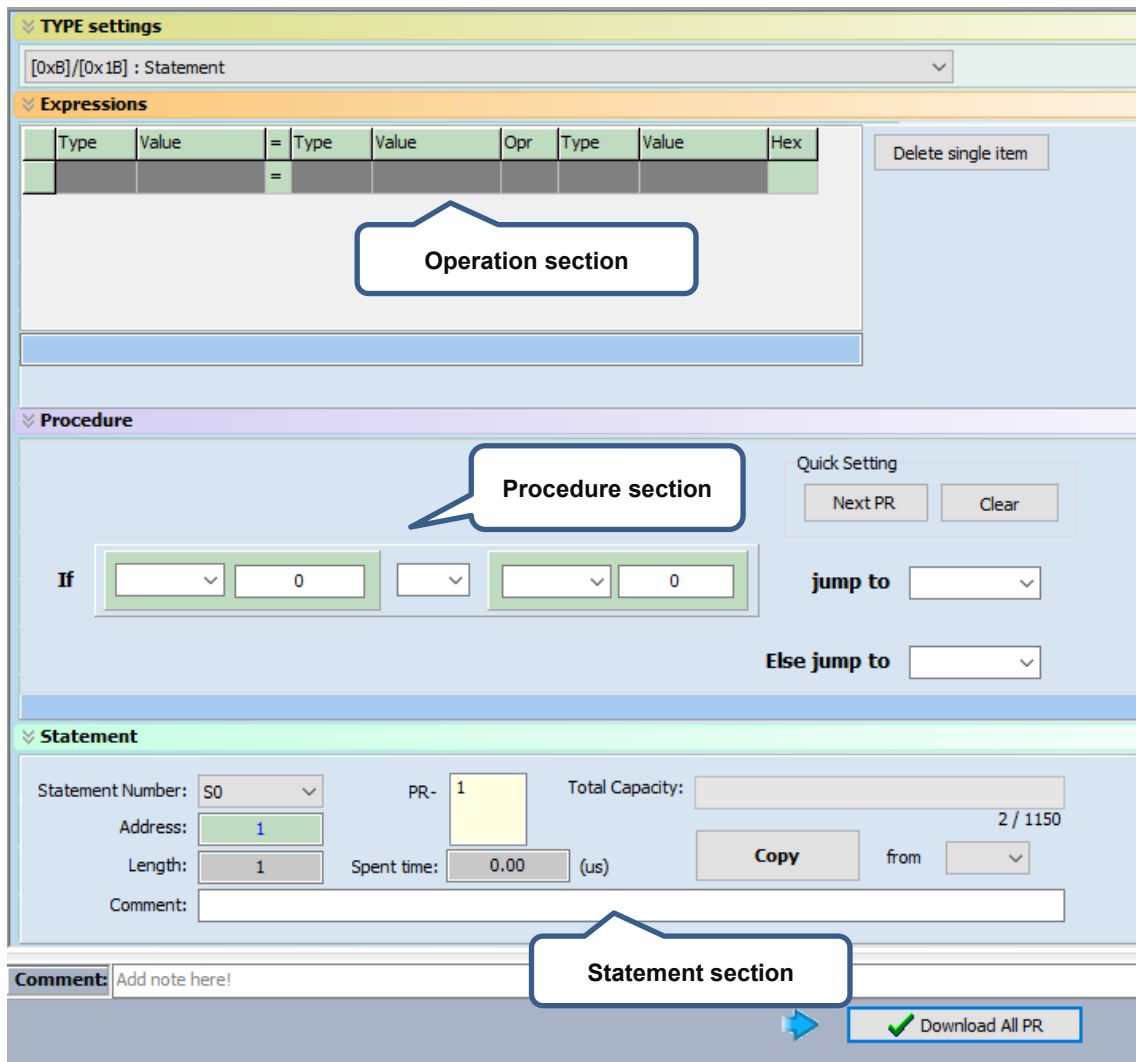 TYPE settings
[0xB]/[0x1B] : Statement
Expressions
Type Value = Type Value Opr Type Value Hex
=
Delete single item
Operation section
Procedure
Procedure section
Quick Setting
Next PR Clear
If 0 0 jump to
Else jump to
Statement
Statement Number: S0 PR- 1 Total Capacity:
2 / 1150
Address: 1
Length: 1 Spent time: 0.00 (us) Copy from
Comment:
Statement section
Comment: Add note here!
Download All PR